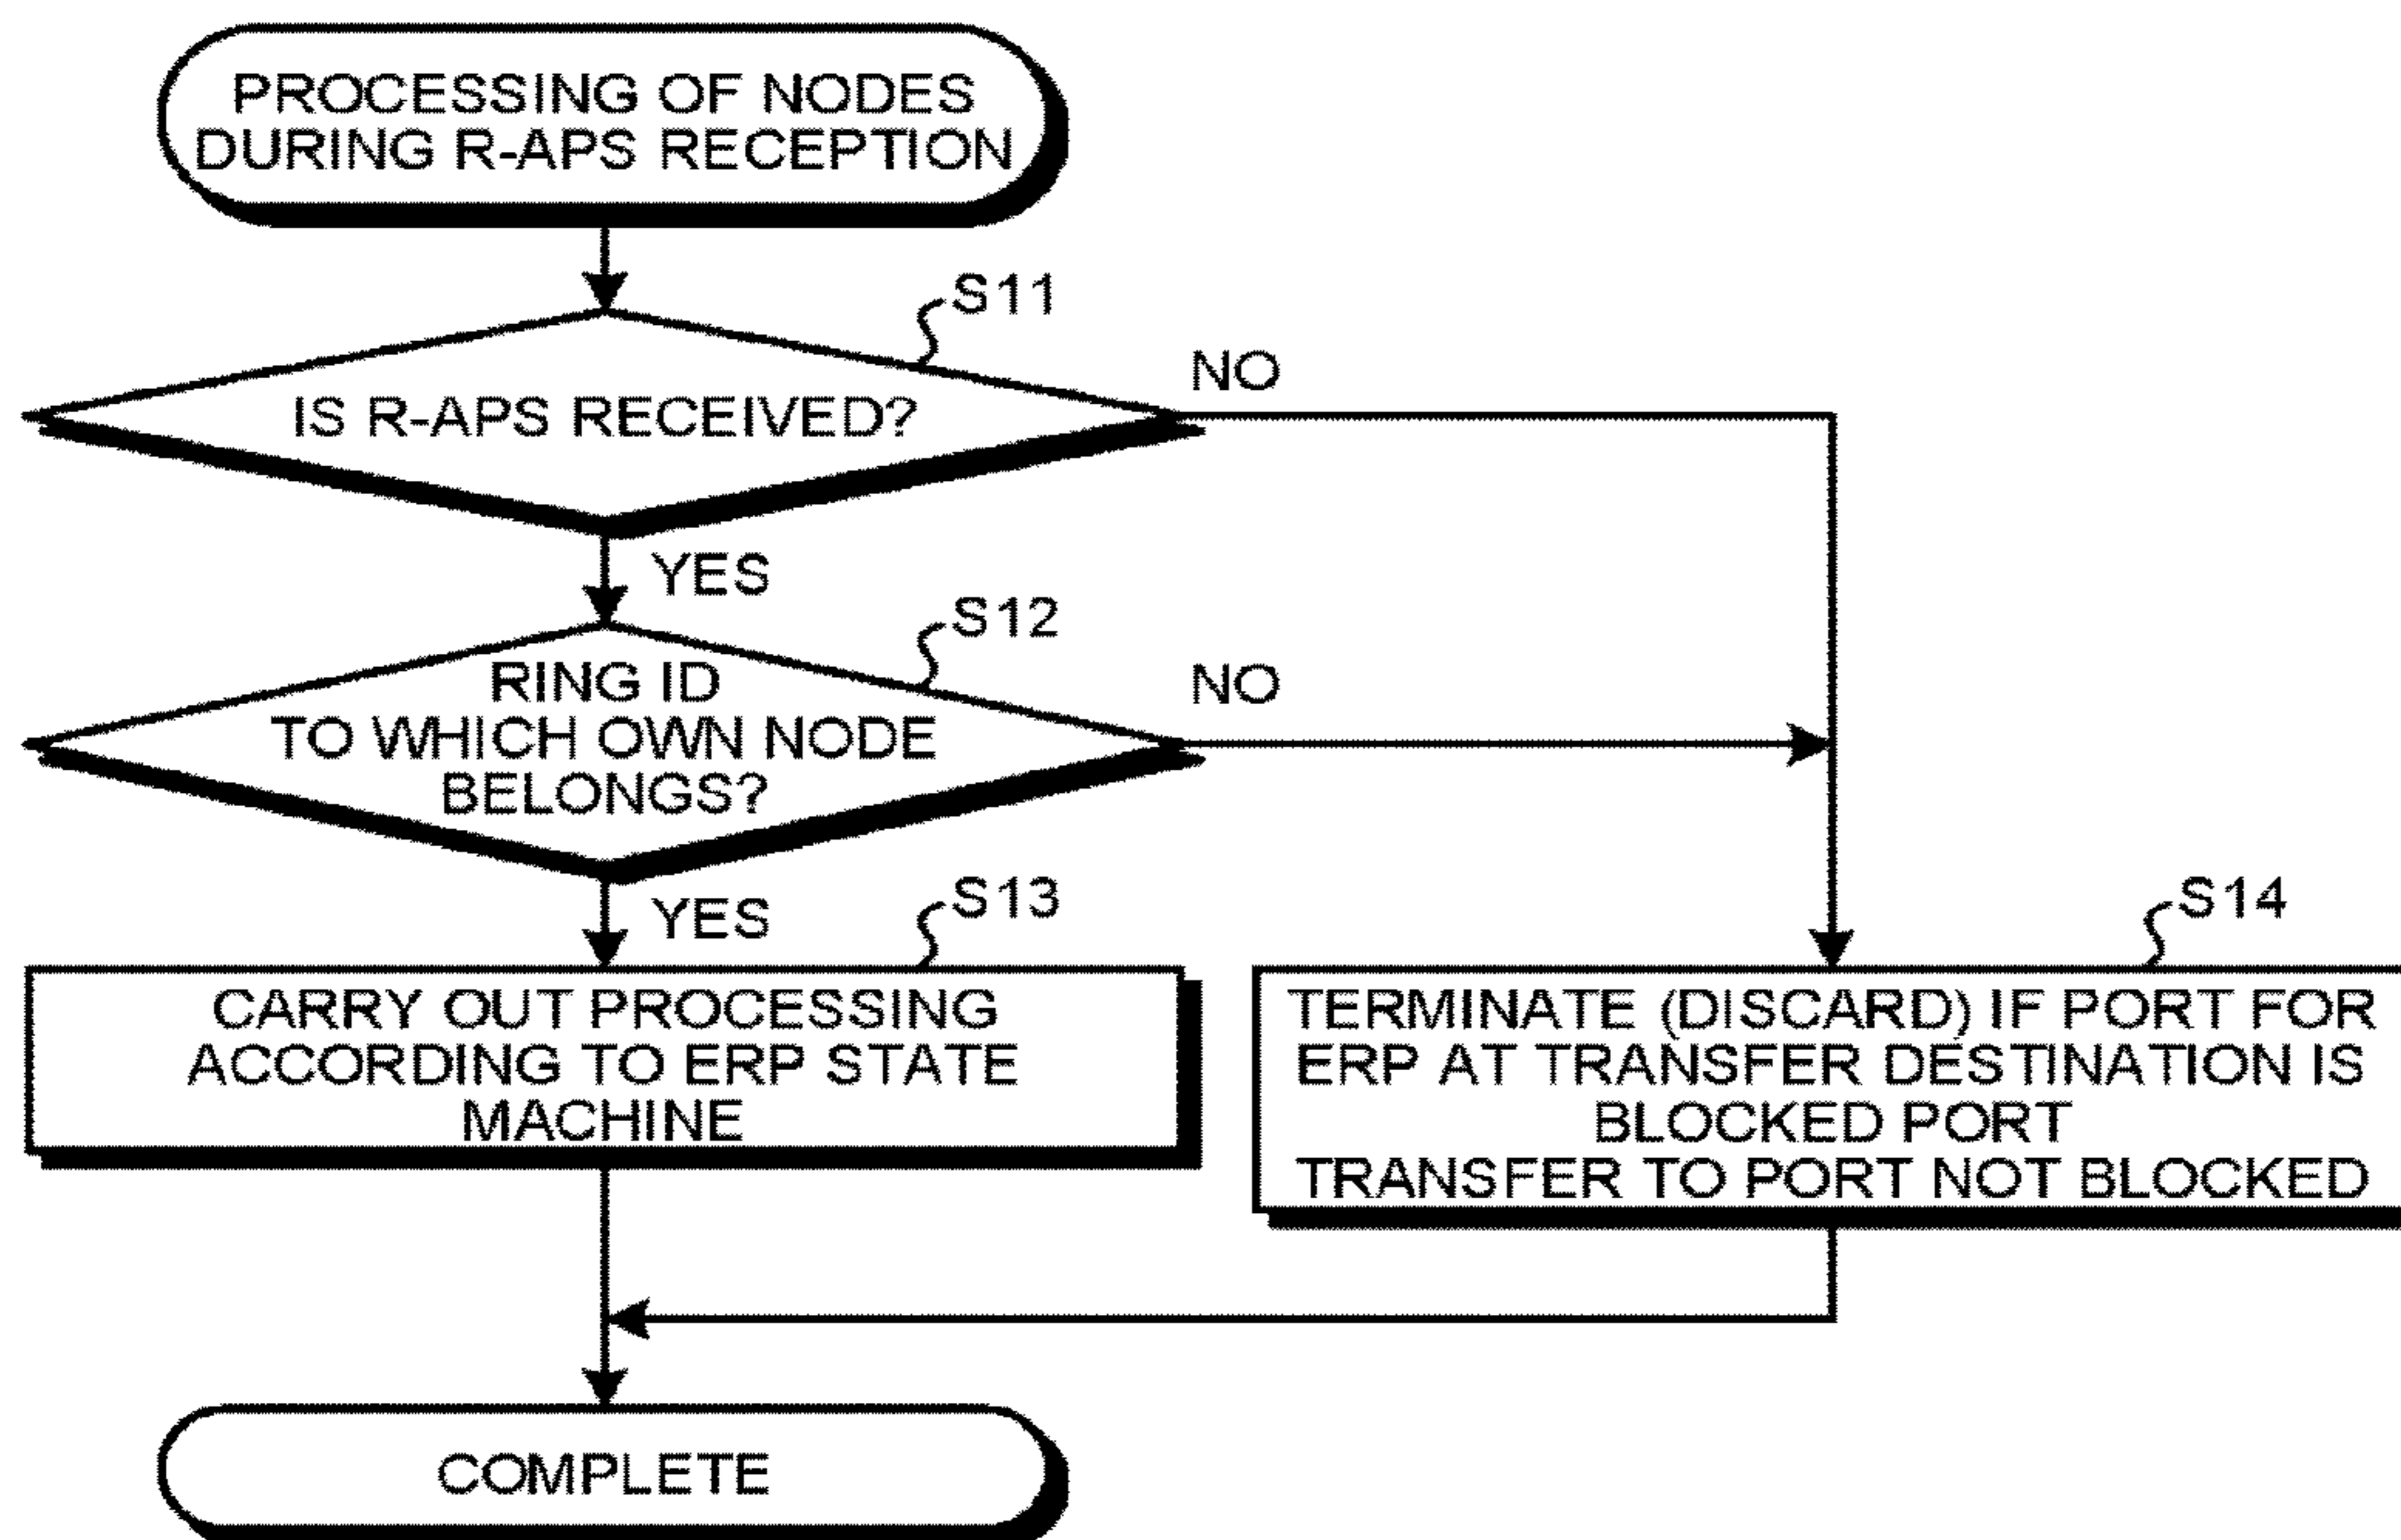 PROCESSING OF NODES
DURING R-APS RECEPTION
S11
IS R-APS RECEIVED?
NO
YES
S12
RING ID
TO WHICH OWN NODE
BELONGS?
NO
YES
S13
CARRY OUT PROCESSING
ACCORDING TO ERP STATE
MACHINE
S14
TERMINATE (DISCARD) IF PORT FOR
ERP AT TRANSFER DESTINATION IS
BLOCKED PORT
TRANSFER TO PORT NOT BLOCKED
COMPLETE